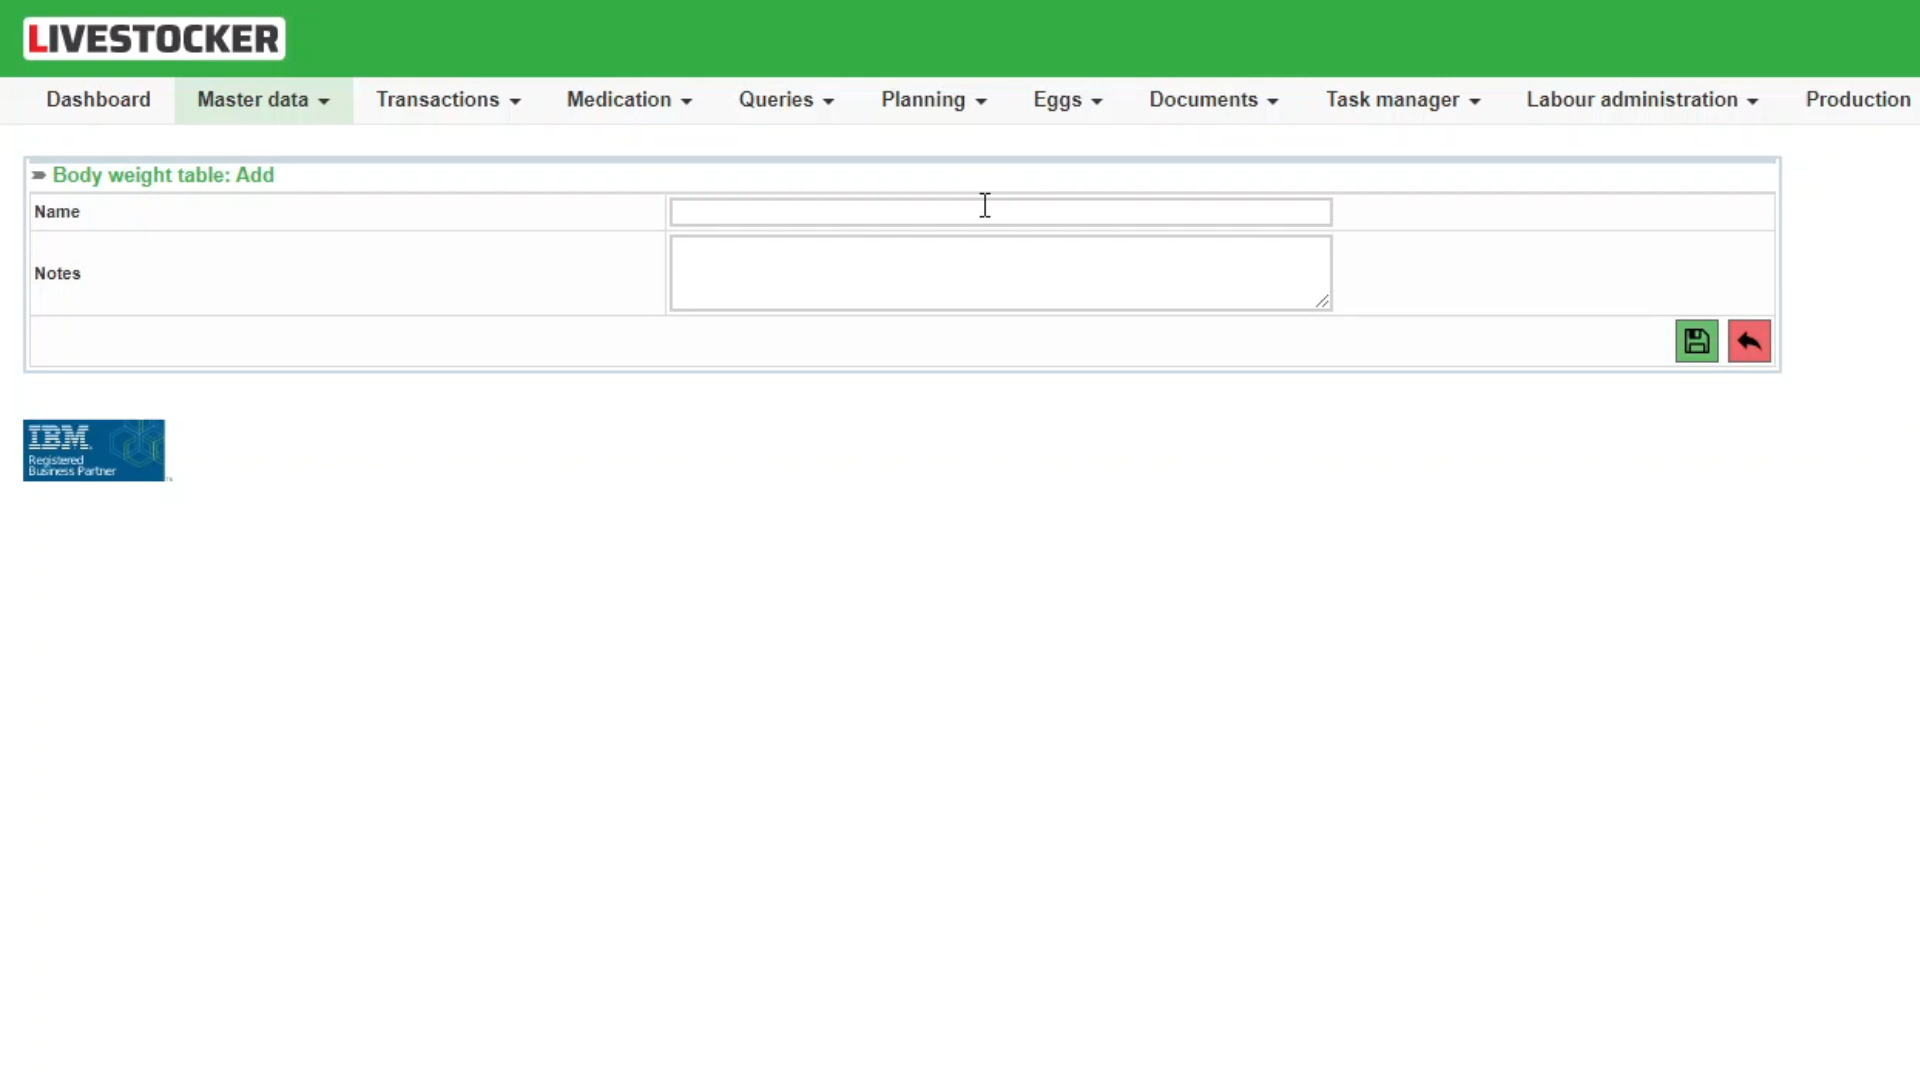 LIVESTOCKER
Dashboard Master data Transactions Medication Queries Planning Eggs Documents Task manager Labour administration Production
Body weight table: Add
Name
Notes
IBM
Registered
Business Partner